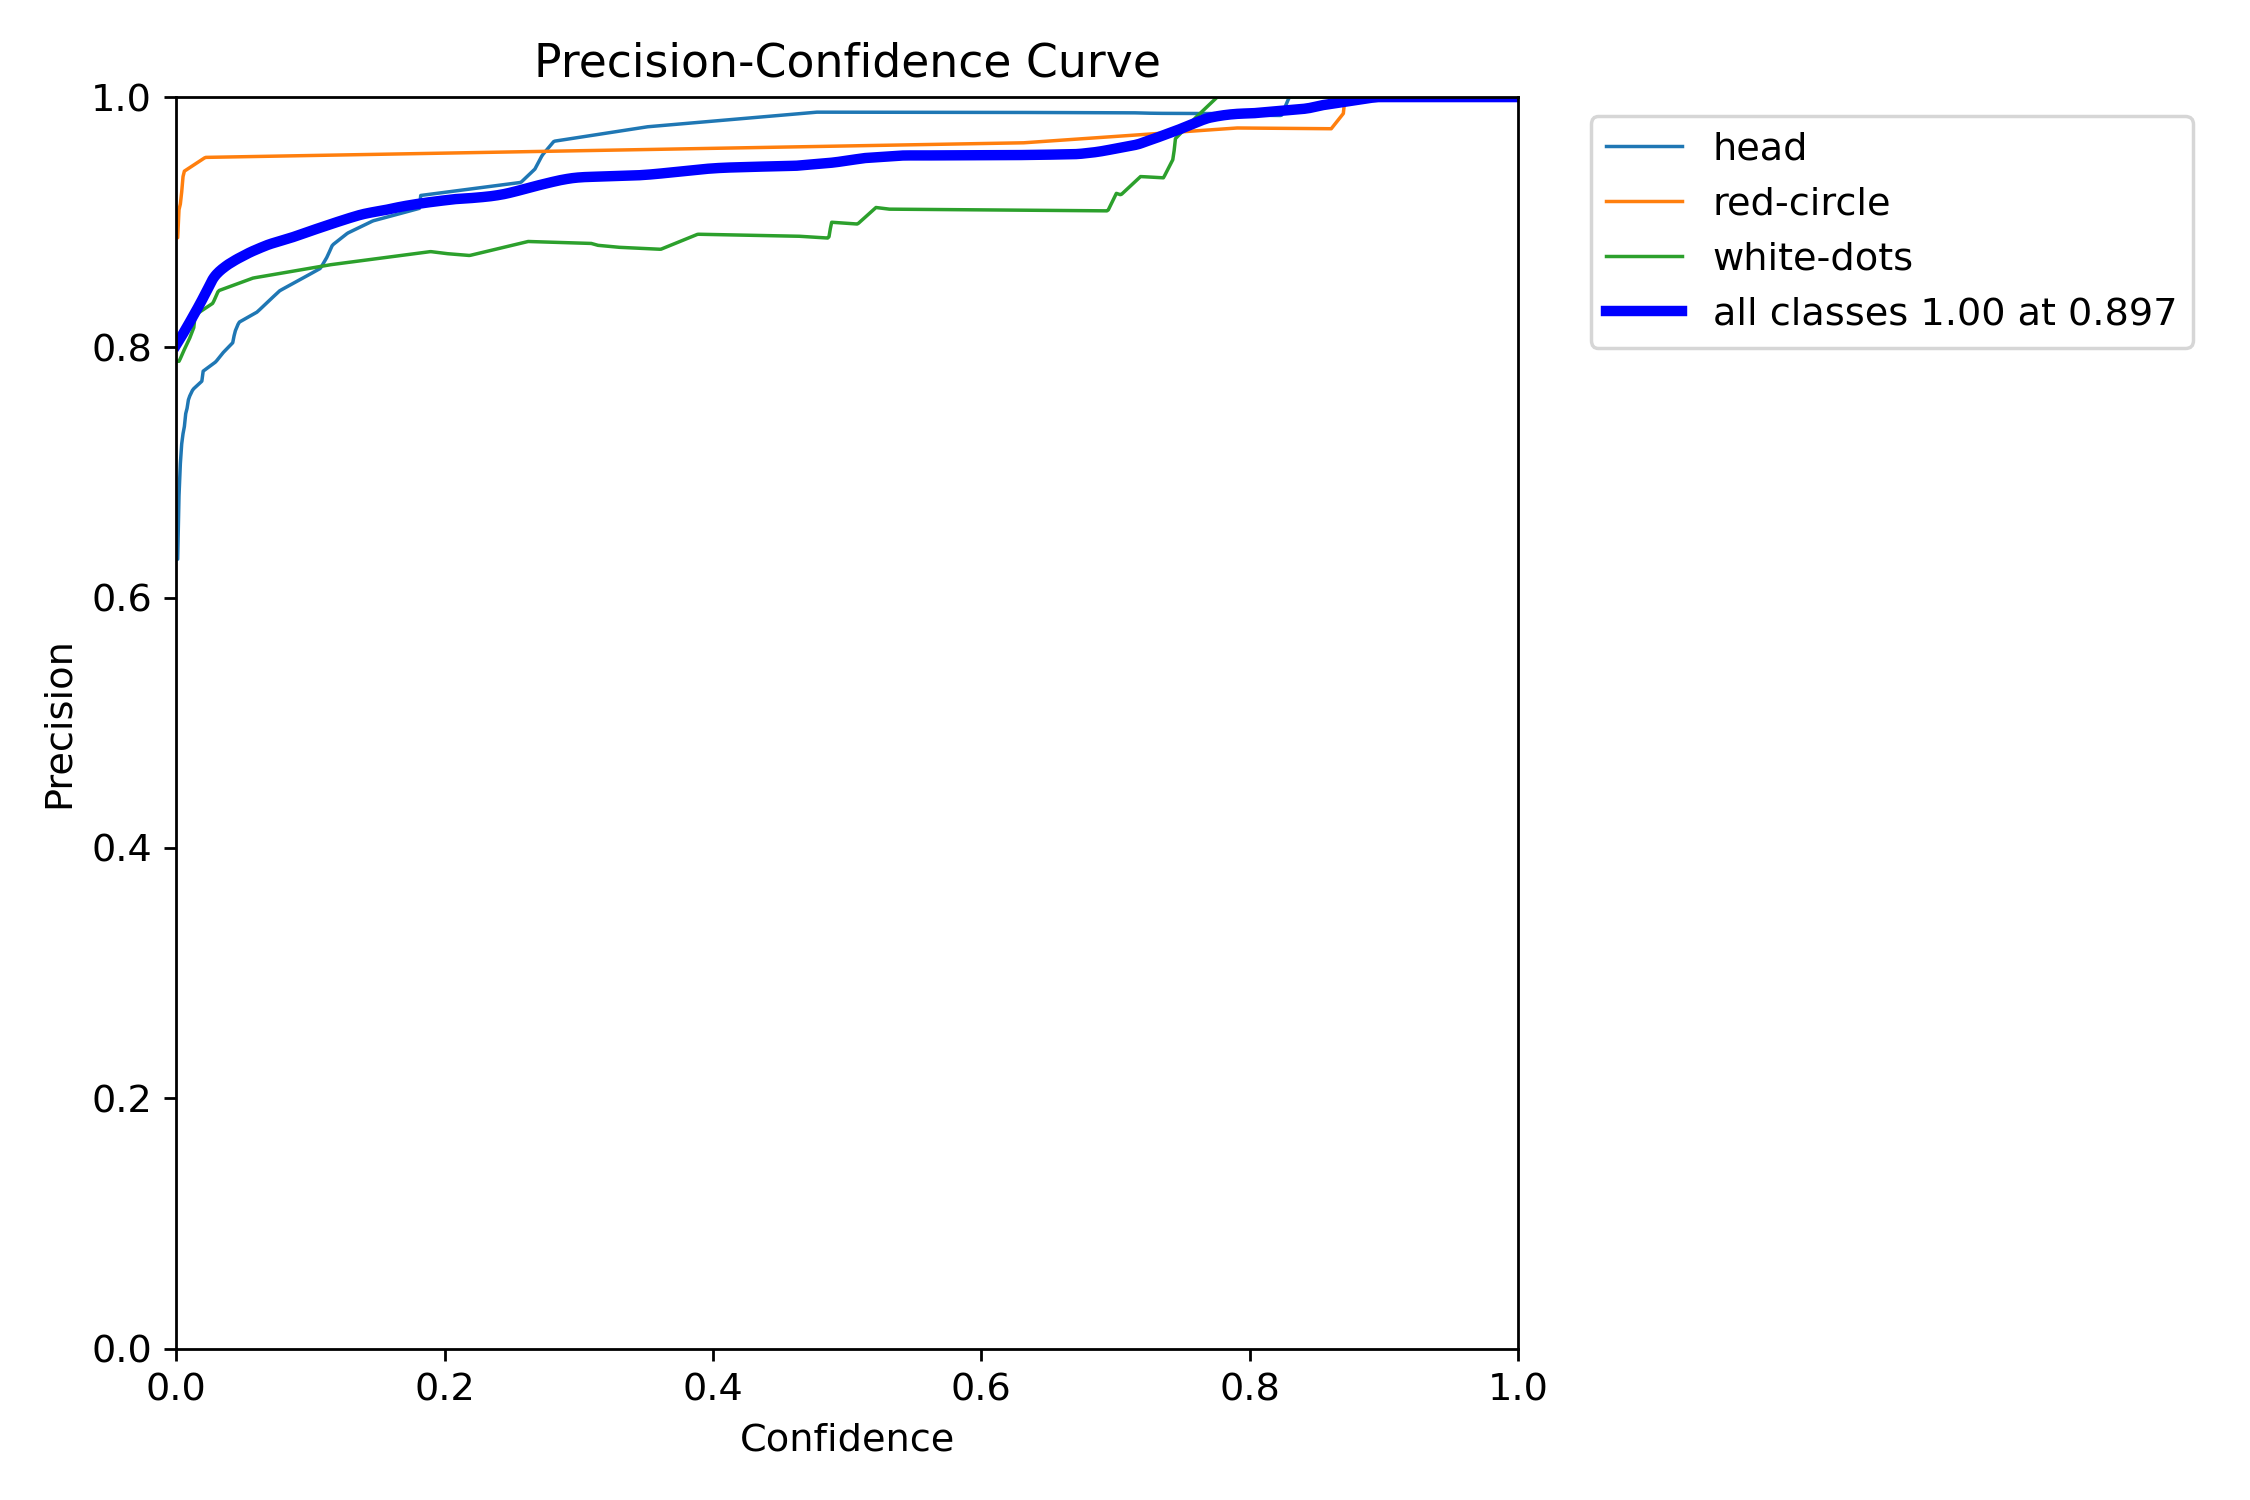 Precision-Confidence Curve
1.0
0.8
0.6
0.4
0.2
0.0
Precision
0.0 0.2 0.4 0.6 0.8 1.0
Confidence
head
red-circle
white-dots
all classes 1.00 at 0.897